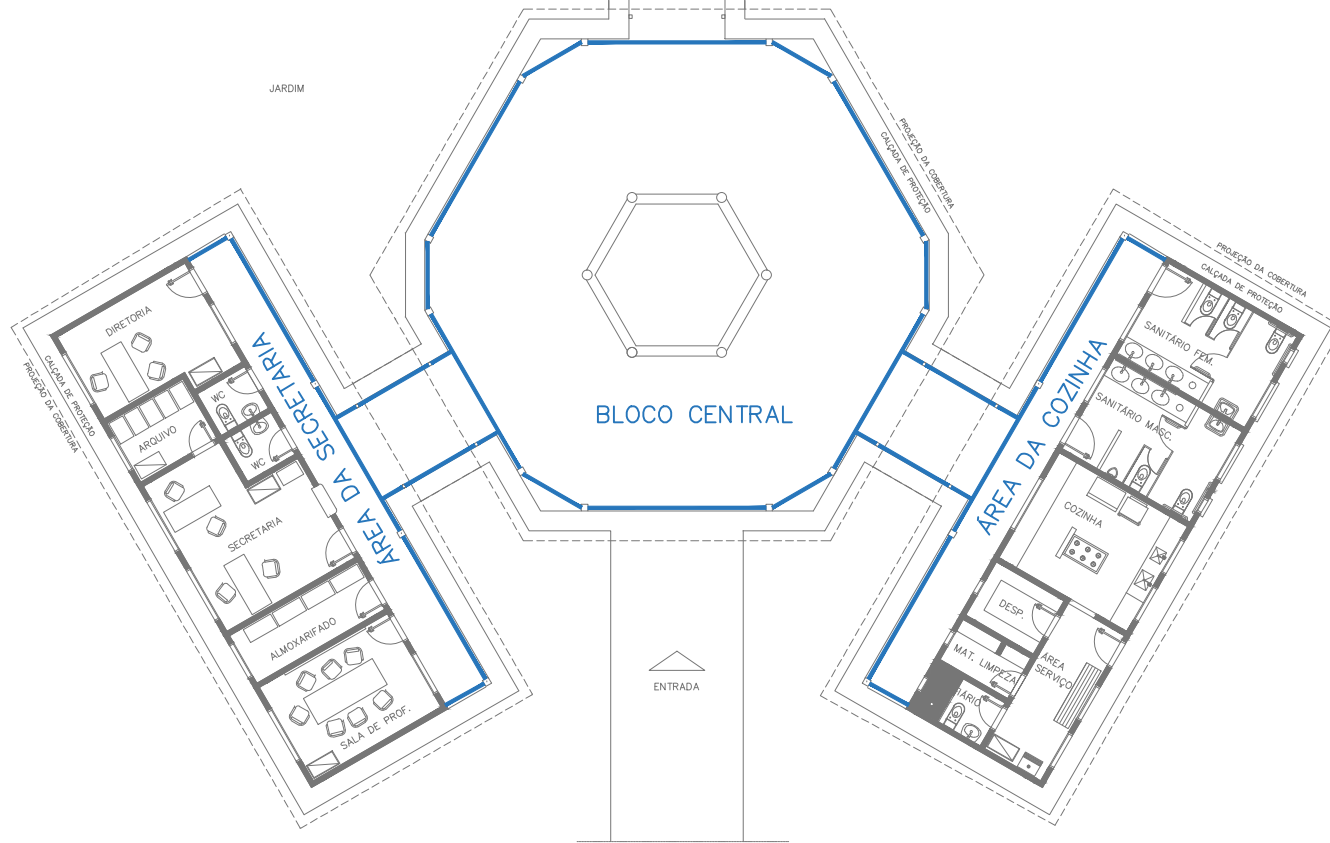 JARDIM
PROJEÇÃO DA COBERTURA
CALÇADA DE PROTEÇÃO
BLOCO CENTRAL
ENTRADA
ÁREA DA SECRETARIA
DIRETORIA
WC
ARQUIVO
WC
SECRETARIA
ALMOXARIFADO
SALA DE PROF.
CALÇADA DE PROTEÇÃO
PROJEÇÃO DA COBERTURA
ÁREA DA COZINHA
PROJEÇÃO DA COBERTURA
CALÇADA DE PROTEÇÃO
SANITÁRIO FEM.
SANITÁRIO MASC.
COZINHA
DESP.
MAT. LIMPEZA
ÁREA
SERVIÇO